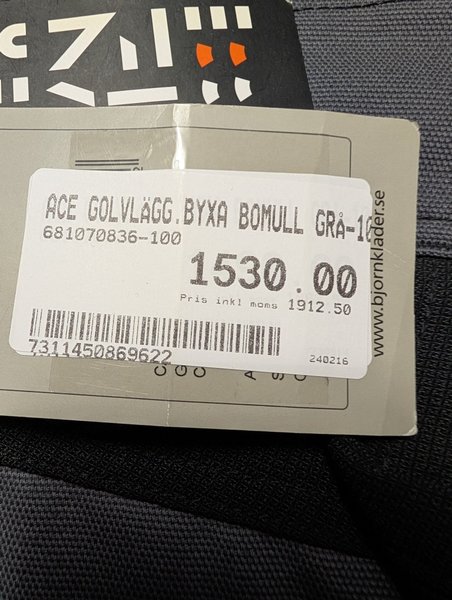 ACE GOLVLÄGG.BYXA BOMULL GRÅ-10
681070836-100
1530.00
Pris inkl moms 1912.50
7311450869622
240216
www.bjornklader.se